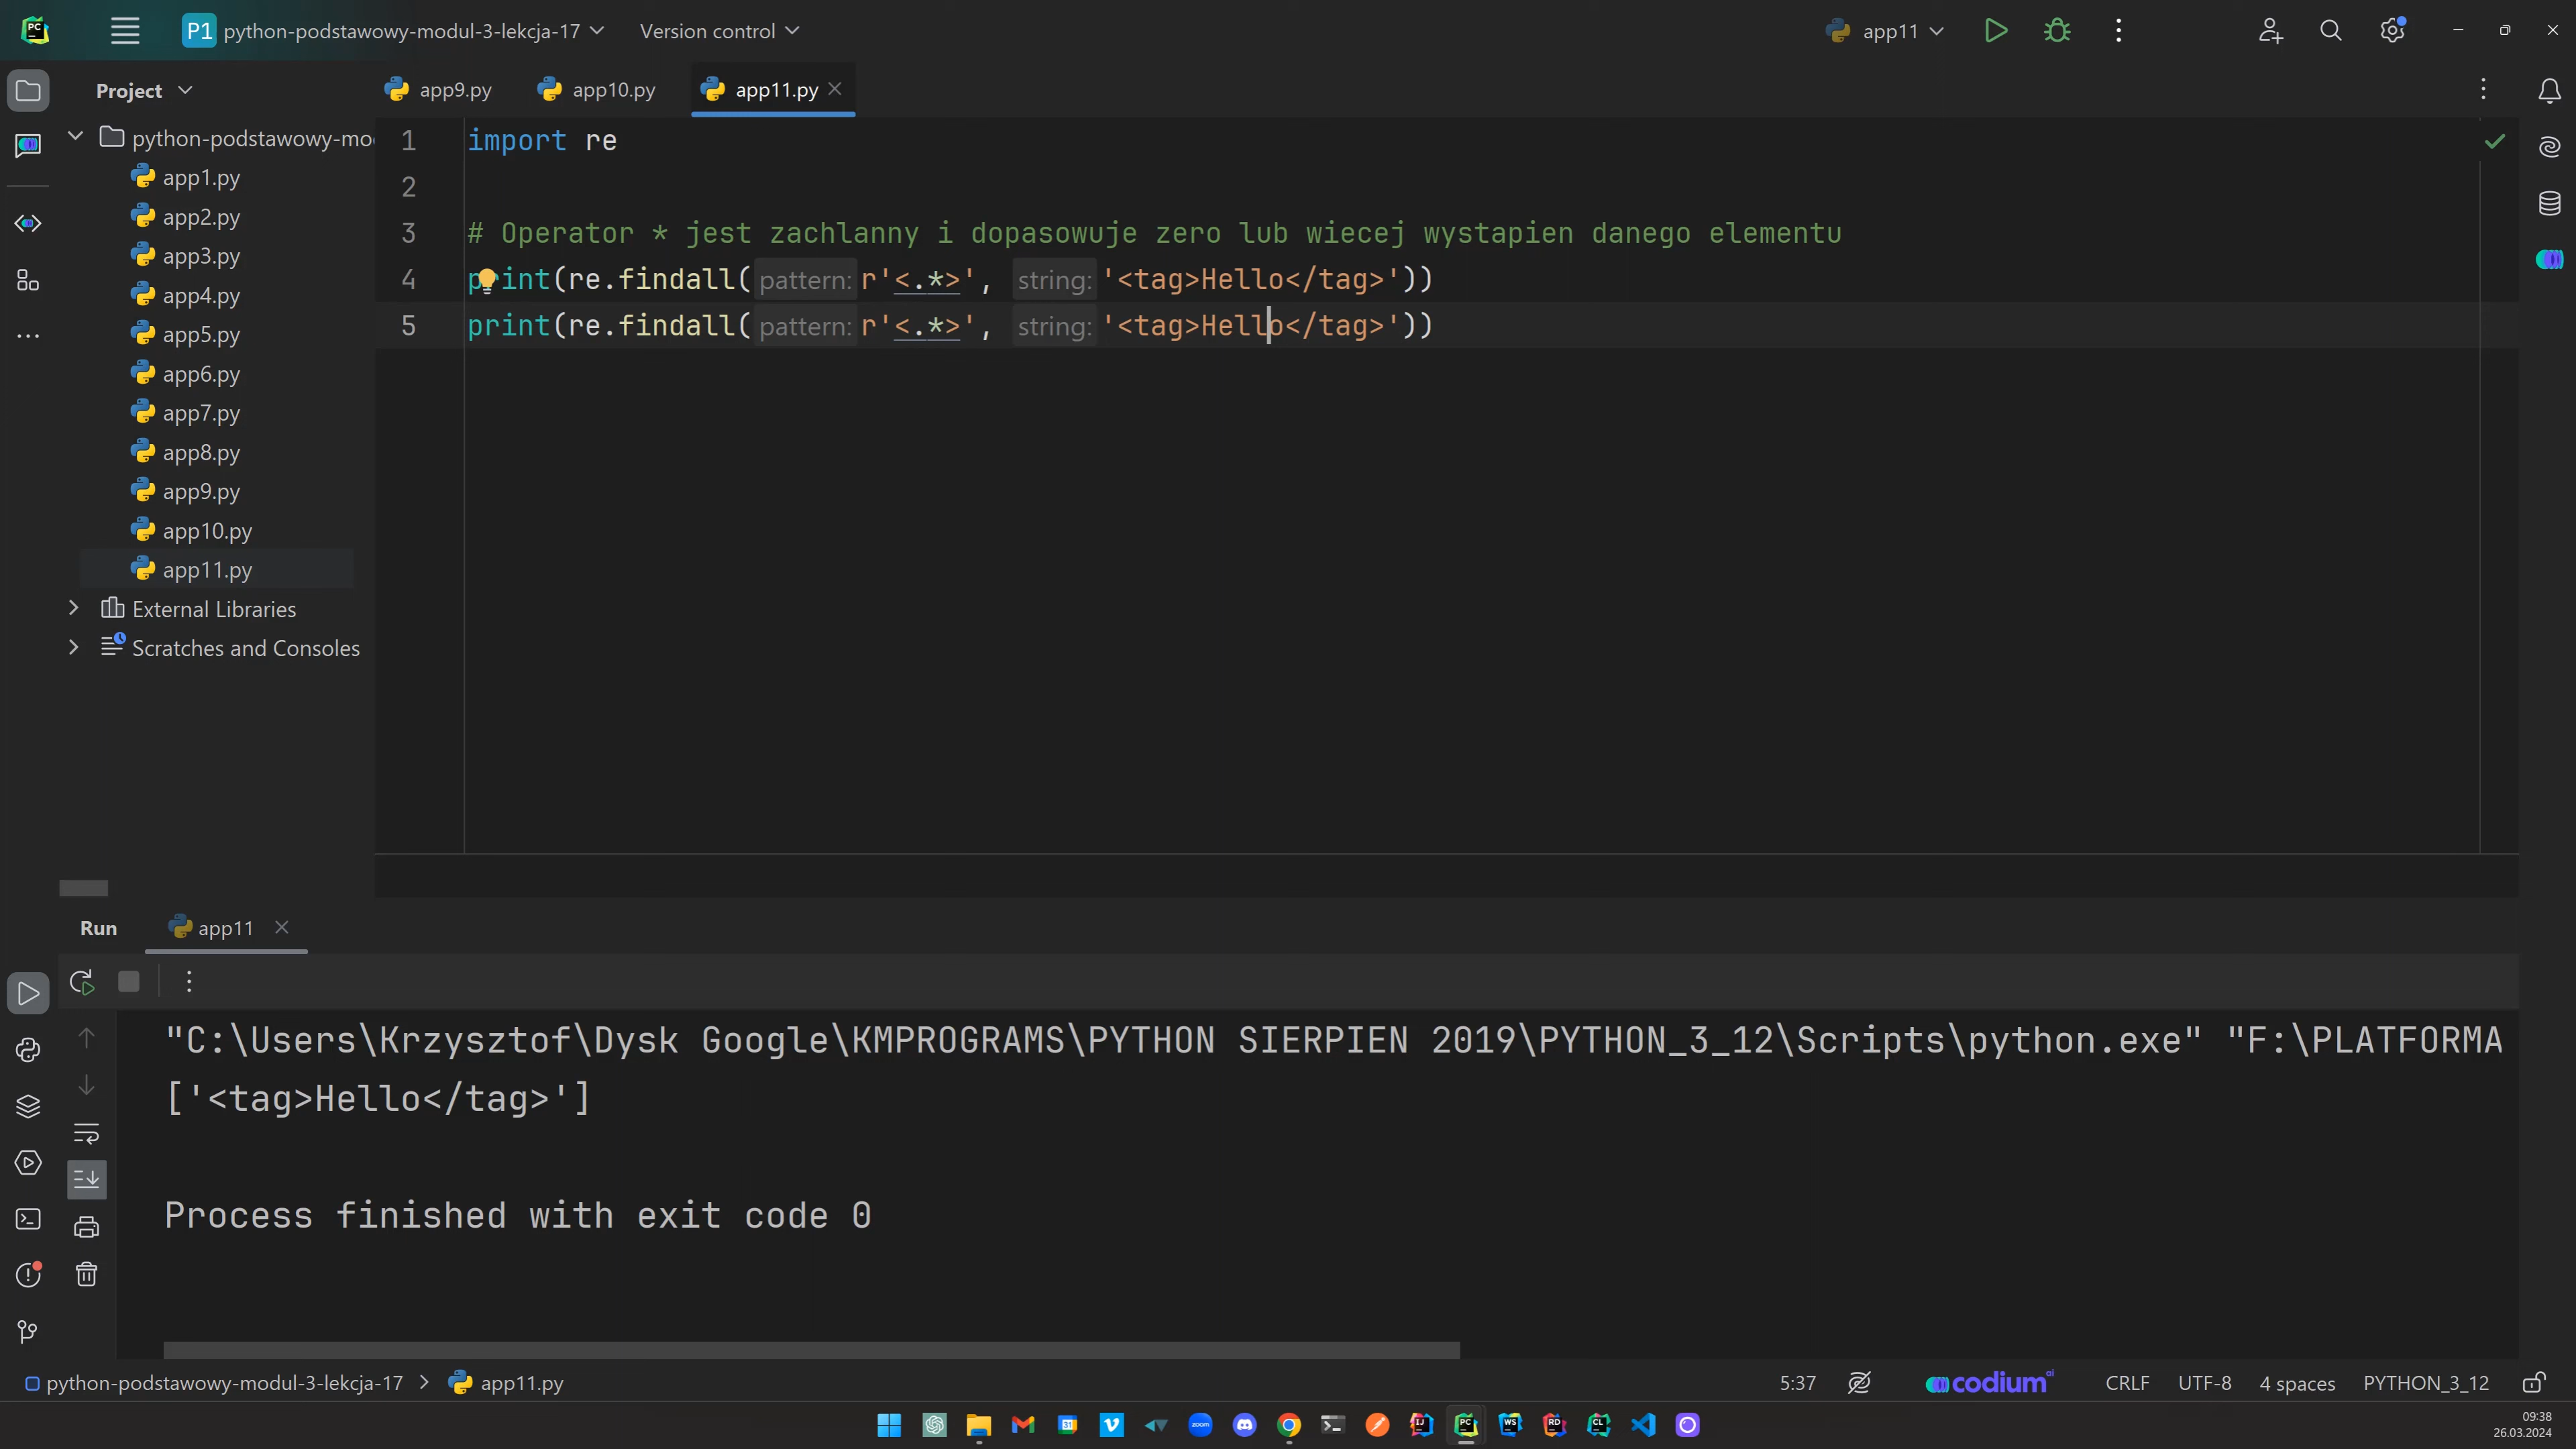 P1 python-podstawowy-modul-3-lekcja-17 Version control app11
Project
app9.py app10.py app11.py
python-podstawowy-mo
app1.py
app2.py
app3.py
app4.py
app5.py
app6.py
app7.py
app8.py
app9.py
app10.py
app11.py
External Libraries
Scratches and Consoles
1 import re
2
3 # Operator * jest zachlanny i dopasowuje zero lub wiecej wystapien danego elementu
4 print(re.findall( pattern: r'<.*>', string: '<tag>Hello</tag>'))
5 print(re.findall( pattern: r'<.*>', string: '<tag>Hello</tag>'))
Run app11
"C:\Users\Krzysztof\Dysk Google\KMPROGRAMS\PYTHON SIERPIEN 2019\PYTHON_3_12\Scripts\python.exe" "F:\PLATFORMA
['<tag>Hello</tag>']
Process finished with exit code 0
python-podstawowy-modul-3-lekcja-17 > app11.py 5:37 codium ai CRLF UTF-8 4 spaces PYTHON_3_12
09:38
26.03.2024